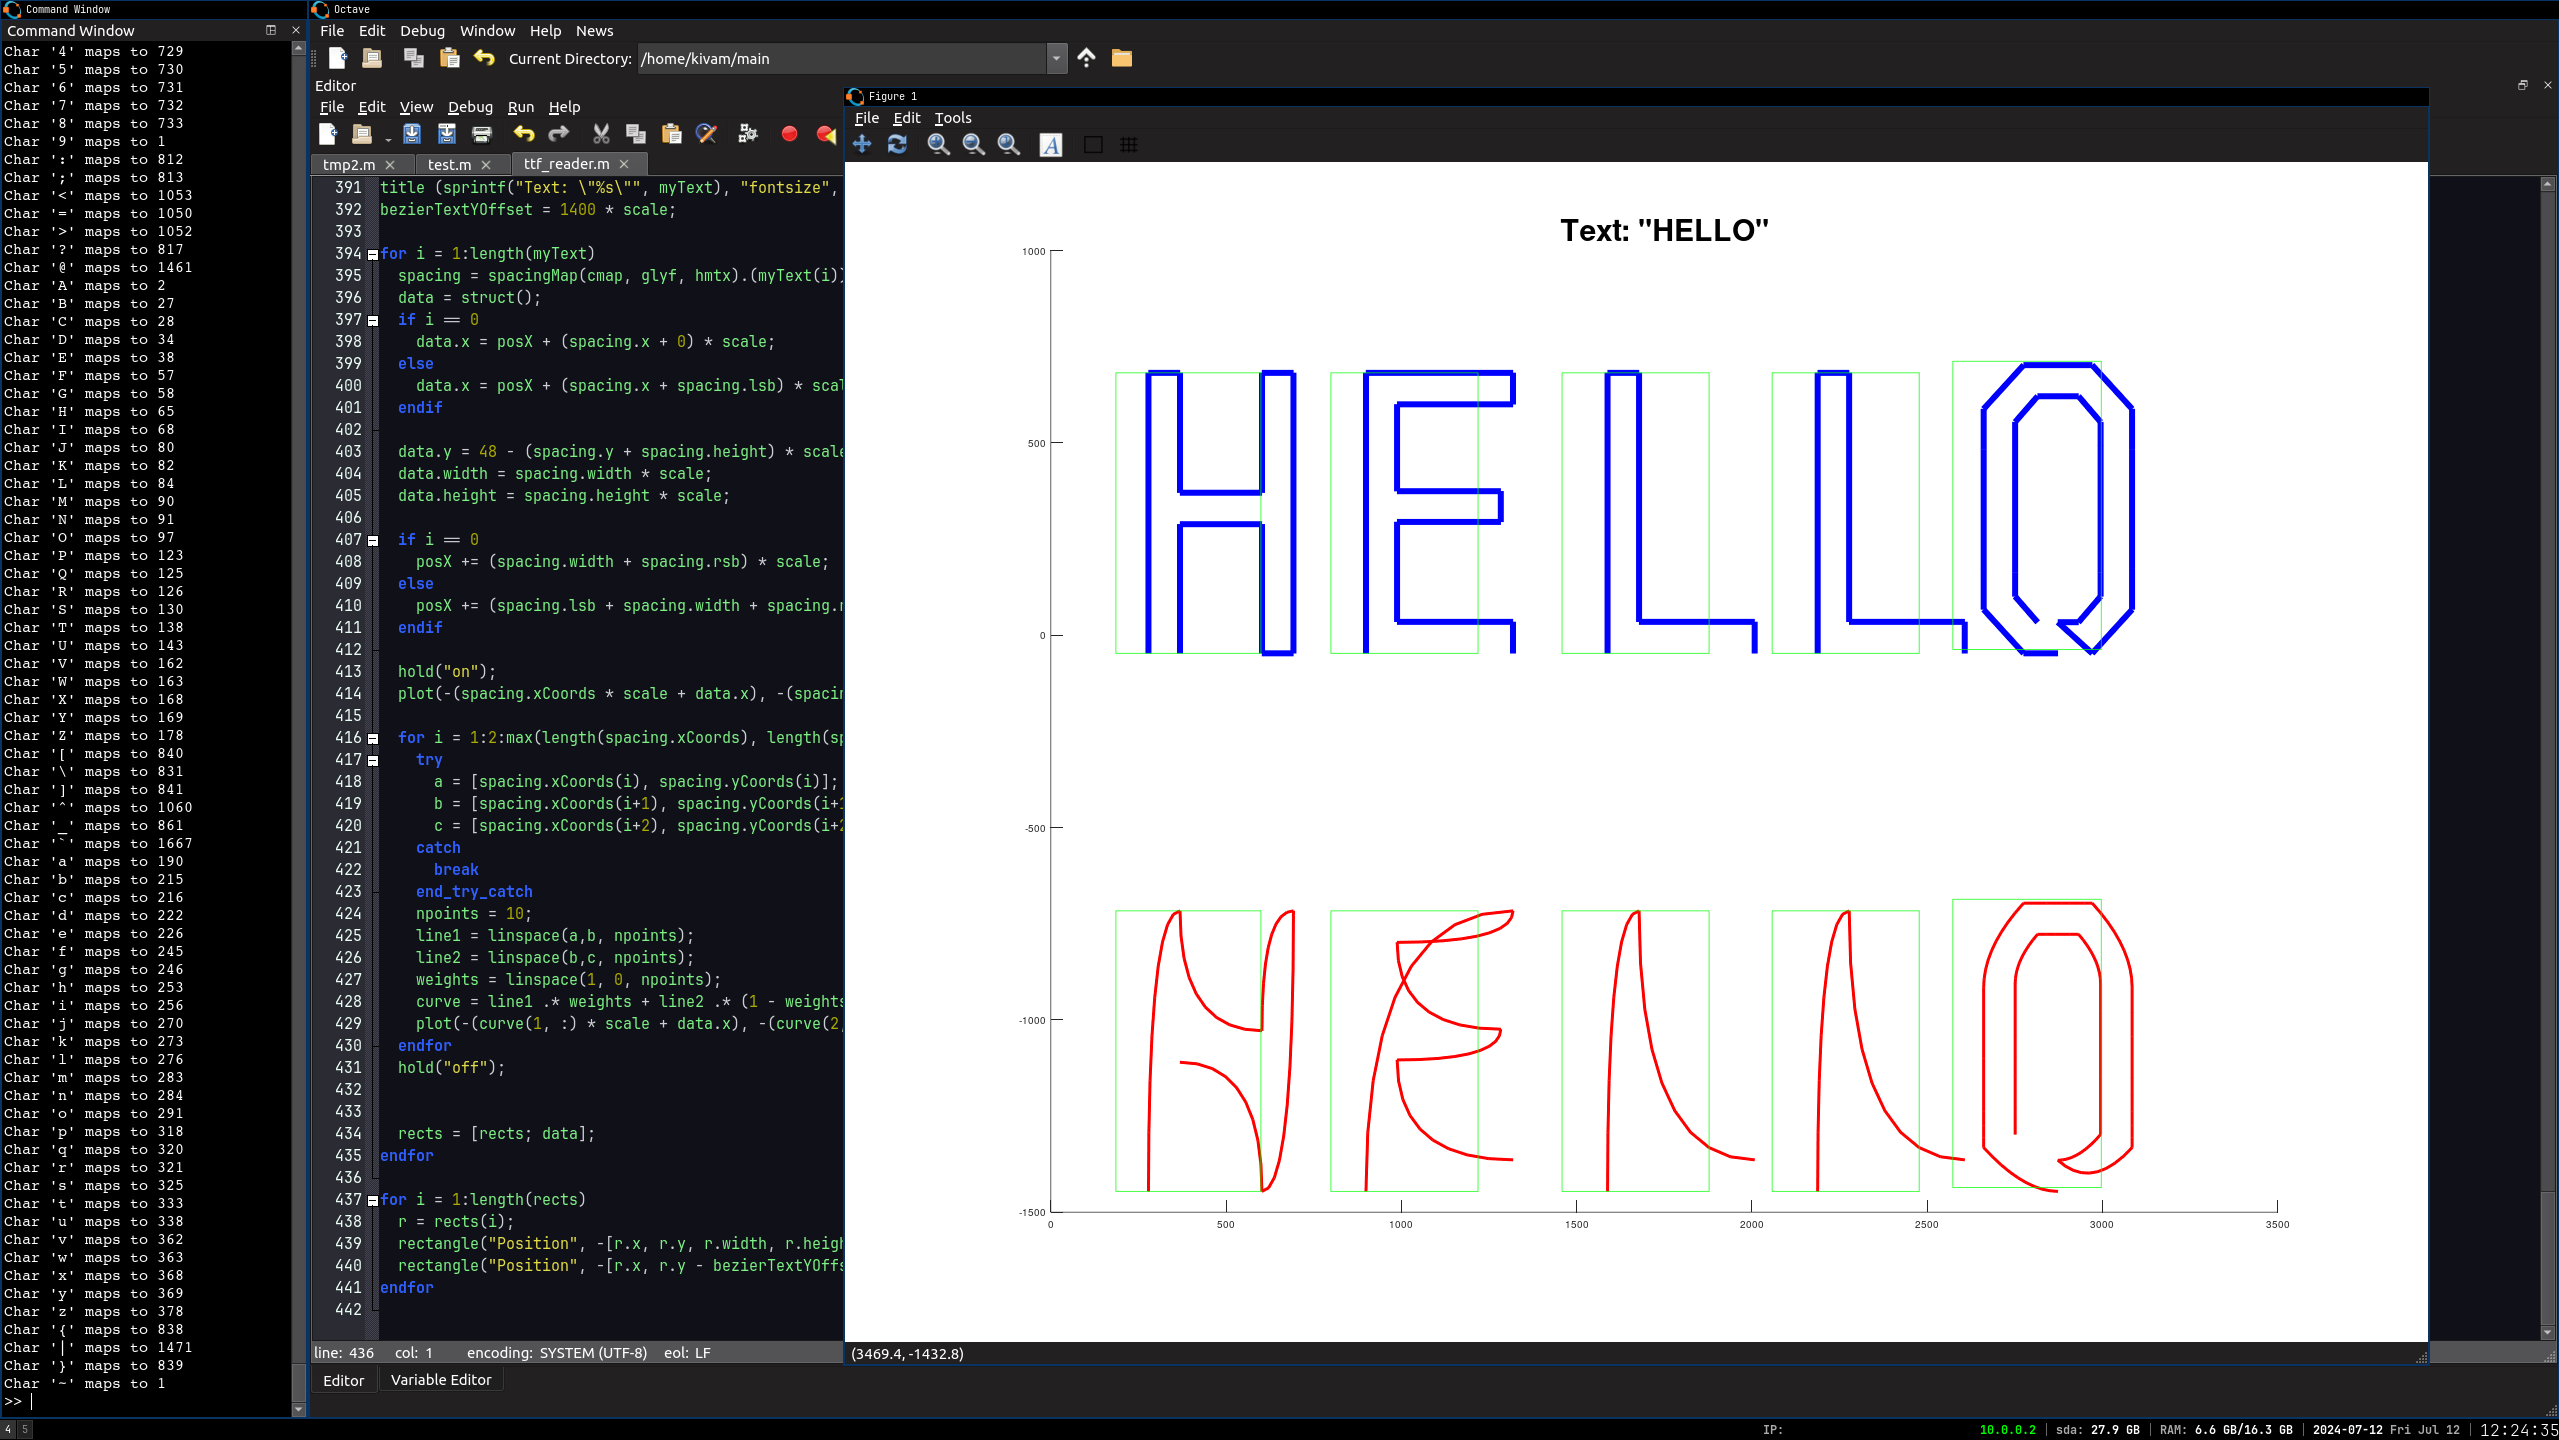 Command Window
Command Window
Char '4' maps to 729
Char '5' maps to 730
Char '6' maps to 731
Char '7' maps to 732
Char '8' maps to 733
Char '9' maps to 1
Char ':' maps to 812
Char ';' maps to 813
Char '<' maps to 1053
Char '=' maps to 1050
Char '>' maps to 1052
Char '?' maps to 817
Char '@' maps to 1461
Char 'A' maps to 2
Char 'B' maps to 27
Char 'C' maps to 28
Char 'D' maps to 34
Char 'E' maps to 38
Char 'F' maps to 57
Char 'G' maps to 58
Char 'H' maps to 65
Char 'I' maps to 68
Char 'J' maps to 80
Char 'K' maps to 82
Char 'L' maps to 84
Char 'M' maps to 90
Char 'N' maps to 91
Char 'O' maps to 97
Char 'P' maps to 123
Char 'Q' maps to 125
Char 'R' maps to 126
Char 'S' maps to 130
Char 'T' maps to 138
Char 'U' maps to 143
Char 'V' maps to 162
Char 'W' maps to 163
Char 'X' maps to 168
Char 'Y' maps to 169
Char 'Z' maps to 178
Char '[' maps to 840
Char '\' maps to 831
Char ']' maps to 841
Char '^' maps to 1060
Char '_' maps to 861
Char '`' maps to 1667
Char 'a' maps to 190
Char 'b' maps to 215
Char 'c' maps to 216
Char 'd' maps to 222
Char 'e' maps to 226
Char 'f' maps to 245
Char 'g' maps to 246
Char 'h' maps to 253
Char 'i' maps to 256
Char 'j' maps to 270
Char 'k' maps to 273
Char 'l' maps to 276
Char 'm' maps to 283
Char 'n' maps to 284
Char 'o' maps to 291
Char 'p' maps to 318
Char 'q' maps to 320
Char 'r' maps to 321
Char 's' maps to 325
Char 't' maps to 333
Char 'u' maps to 338
Char 'v' maps to 362
Char 'w' maps to 363
Char 'x' maps to 368
Char 'y' maps to 369
Char 'z' maps to 378
Char '{' maps to 838
Char '|' maps to 1471
Char '}' maps to 839
Char '~' maps to 1
>>
Octave
File Edit Debug Window Help News
Current Directory: /home/kivam/main
Editor
File Edit View Debug Run Help
tmp2.m test.m ttf_reader.m
391 title (sprintf("Text: \"%s\"", myText), "fontsize",
392 bezierTextYOffset = 1400 * scale;
393
394 for i = 1:length(myText)
395 spacing = spacingMap(cmap, glyf, hmtx).(myText(i))
396 data = struct();
397 if i == 0
398 data.x = posX + (spacing.x + 0) * scale;
399 else
400 data.x = posX + (spacing.x + spacing.lsb) * scal
401 endif
402
403 data.y = 48 - (spacing.y + spacing.height) * scale
404 data.width = spacing.width * scale;
405 data.height = spacing.height * scale;
406
407 if i == 0
408 posX += (spacing.width + spacing.rsb) * scale;
409 else
410 posX += (spacing.lsb + spacing.width + spacing.r
411 endif
412
413 hold("on");
414 plot(-(spacing.xCoords * scale + data.x), -(spacin
415
416 for i = 1:2:max(length(spacing.xCoords), length(sp
417 try
418 a = [spacing.xCoords(i), spacing.yCoords(i)];
419 b = [spacing.xCoords(i+1), spacing.yCoords(i+1
420 c = [spacing.xCoords(i+2), spacing.yCoords(i+2
421 catch
422 break
423 end_try_catch
424 npoints = 10;
425 line1 = linspace(a,b, npoints);
426 line2 = linspace(b,c, npoints);
427 weights = linspace(1, 0, npoints);
428 curve = line1 .* weights + line2 .* (1 - weights
429 plot(-(curve(1, :) * scale + data.x), -(curve(2,
430 endfor
431 hold("off");
432
433
434 rects = [rects; data];
435 endfor
436
437 for i = 1:length(rects)
438 r = rects(i);
439 rectangle("Position", -[r.x, r.y, r.width, r.heigh
440 rectangle("Position", -[r.x, r.y - bezierTextYOffs
441 endfor
442
line: 436 col: 1 encoding: SYSTEM (UTF-8) eol: LF
Editor Variable Editor
Figure 1
File Edit Tools
Text: "HELLO"
1000
500
0
-500
-1000
-1500
0 500 1000 1500 2000 2500 3000 3500
HELLO
(3469.4, -1432.8)
4 5
IP: 10.0.0.2 | sda: 27.9 GB | RAM: 6.6 GB/16.3 GB | 2024-07-12 Fri Jul 12 | 12:24:35